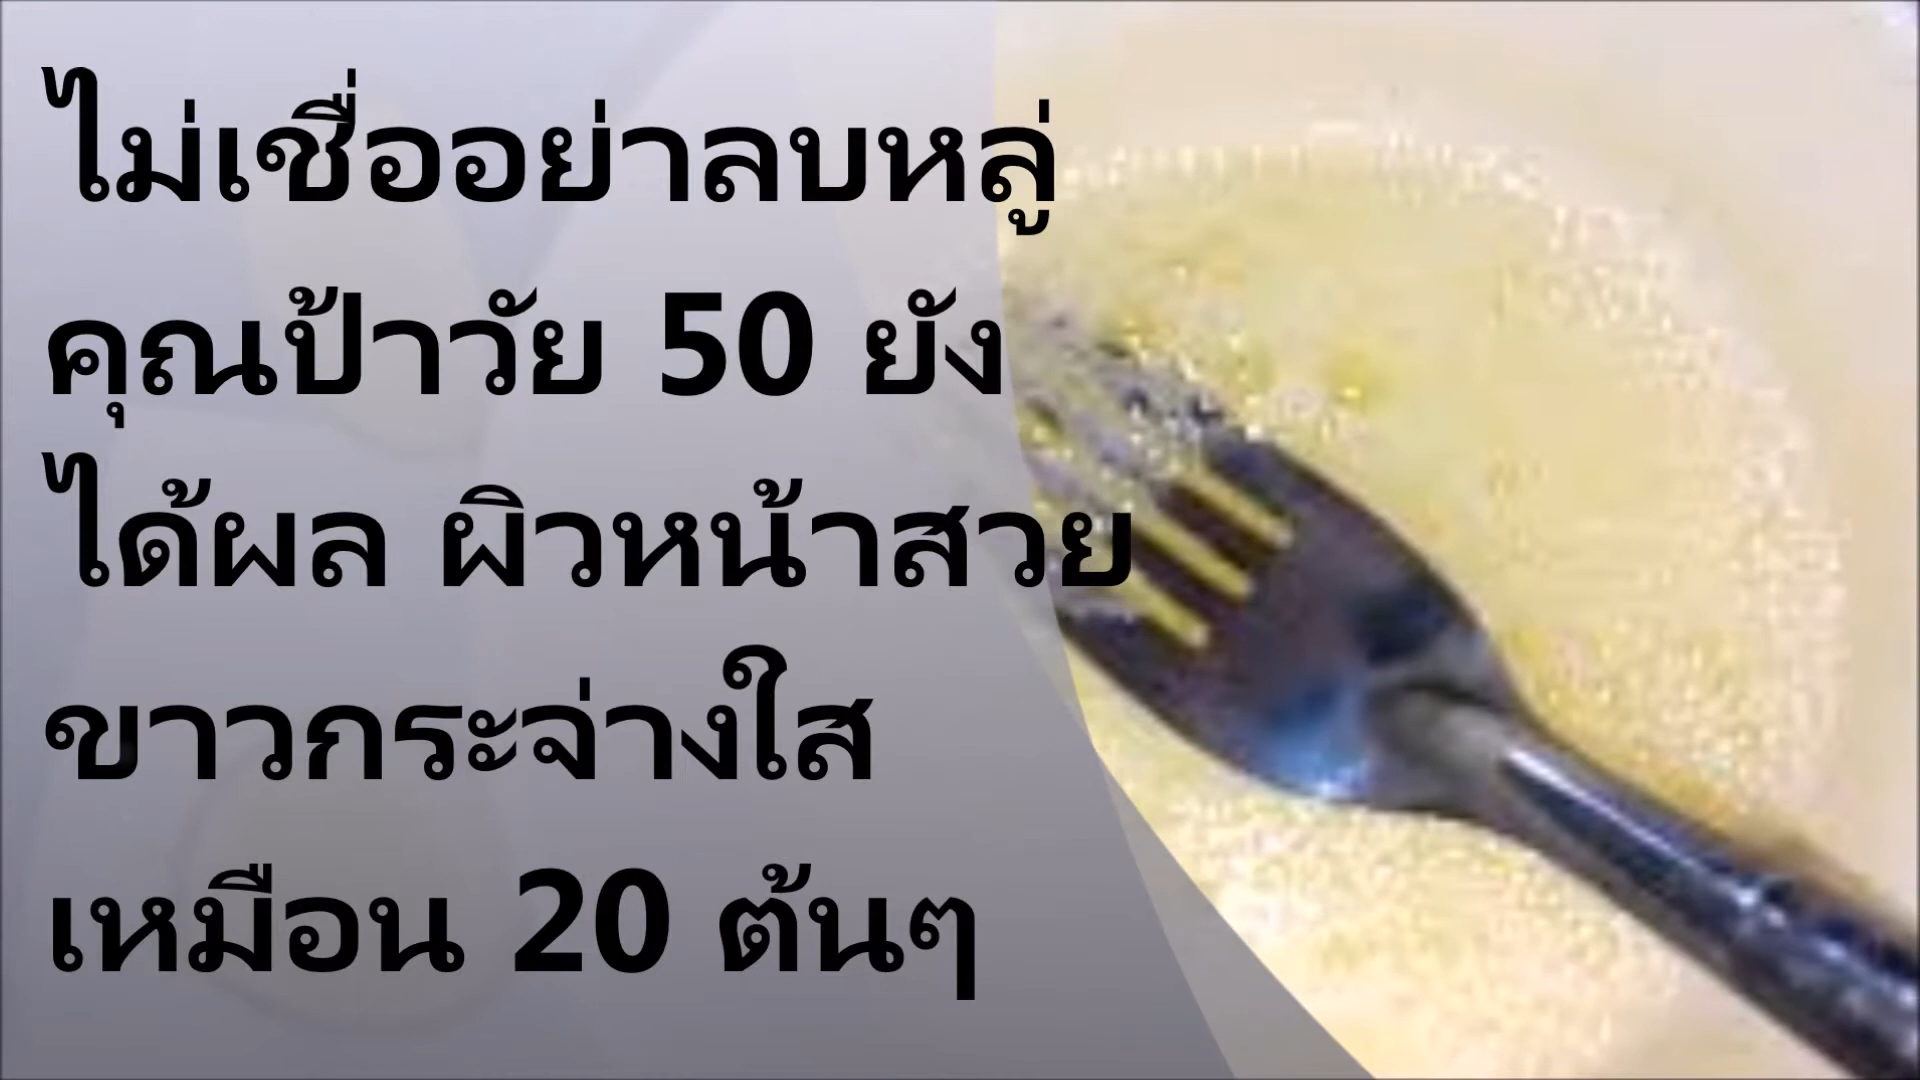 ไม่เชื่ออย่าลบหลู่
คุณป้าวัย 50 ยัง
ได้ผล ผิวหน้าสวย
ขาวกระจ่างใส
เหมือน 20 ต้นๆ